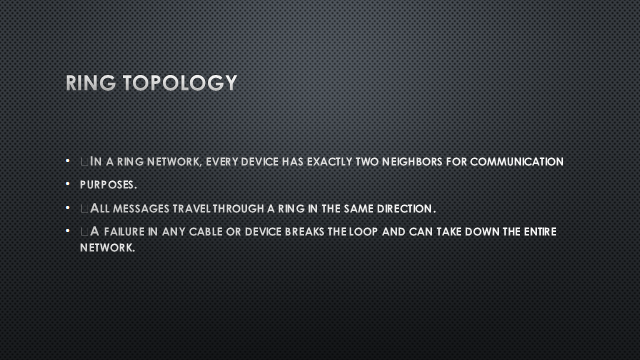 RING TOPOLOGY
• □IN A RING NETWORK, EVERY DEVICE HAS EXACTLY TWO NEIGHBORS FOR COMMUNICATION
• PURPOSES.
• □ALL MESSAGES TRAVEL THROUGH A RING IN THE SAME DIRECTION.
• □A FAILURE IN ANY CABLE OR DEVICE BREAKS THE LOOP AND CAN TAKE DOWN THE ENTIRE
NETWORK.